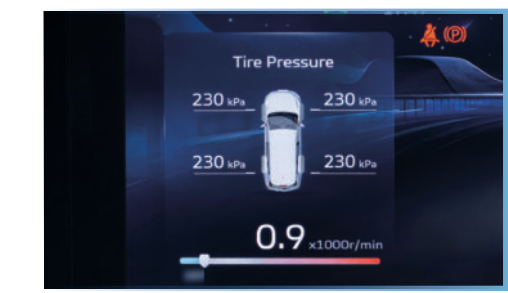 (P)
Tire Pressure
230 kPa 230 kPa
230 kPa 230 kPa
0.9 x1000r/min